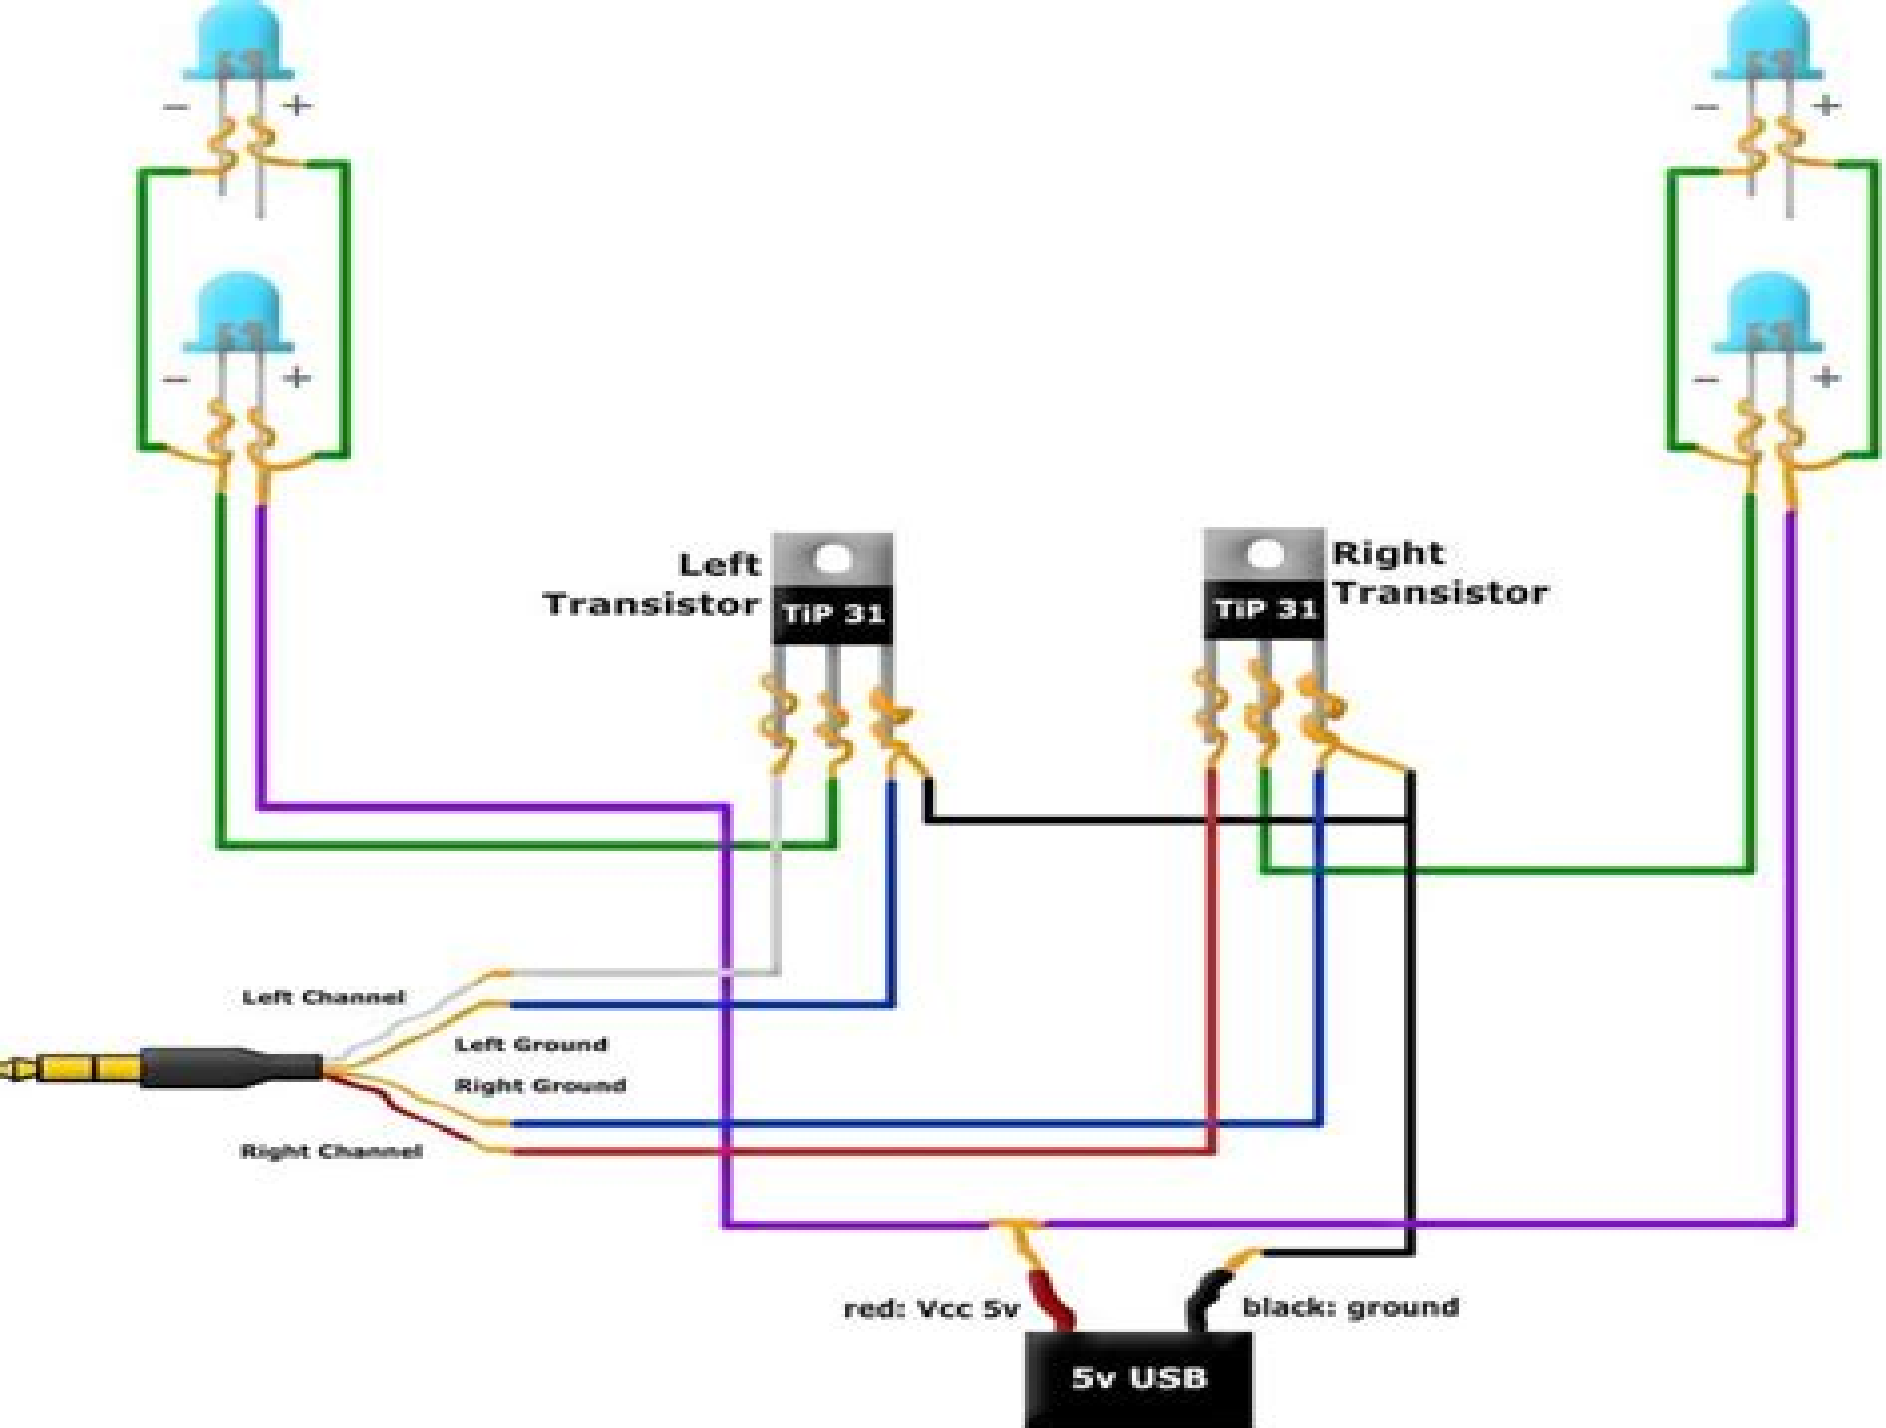 − +
− +
− +
− +
Left
Transistor
TiP 31
Right
Transistor
TiP 31
Left Channel
Left Ground
Right Ground
Right Channel
red: Vcc 5v
black: ground
5v USB